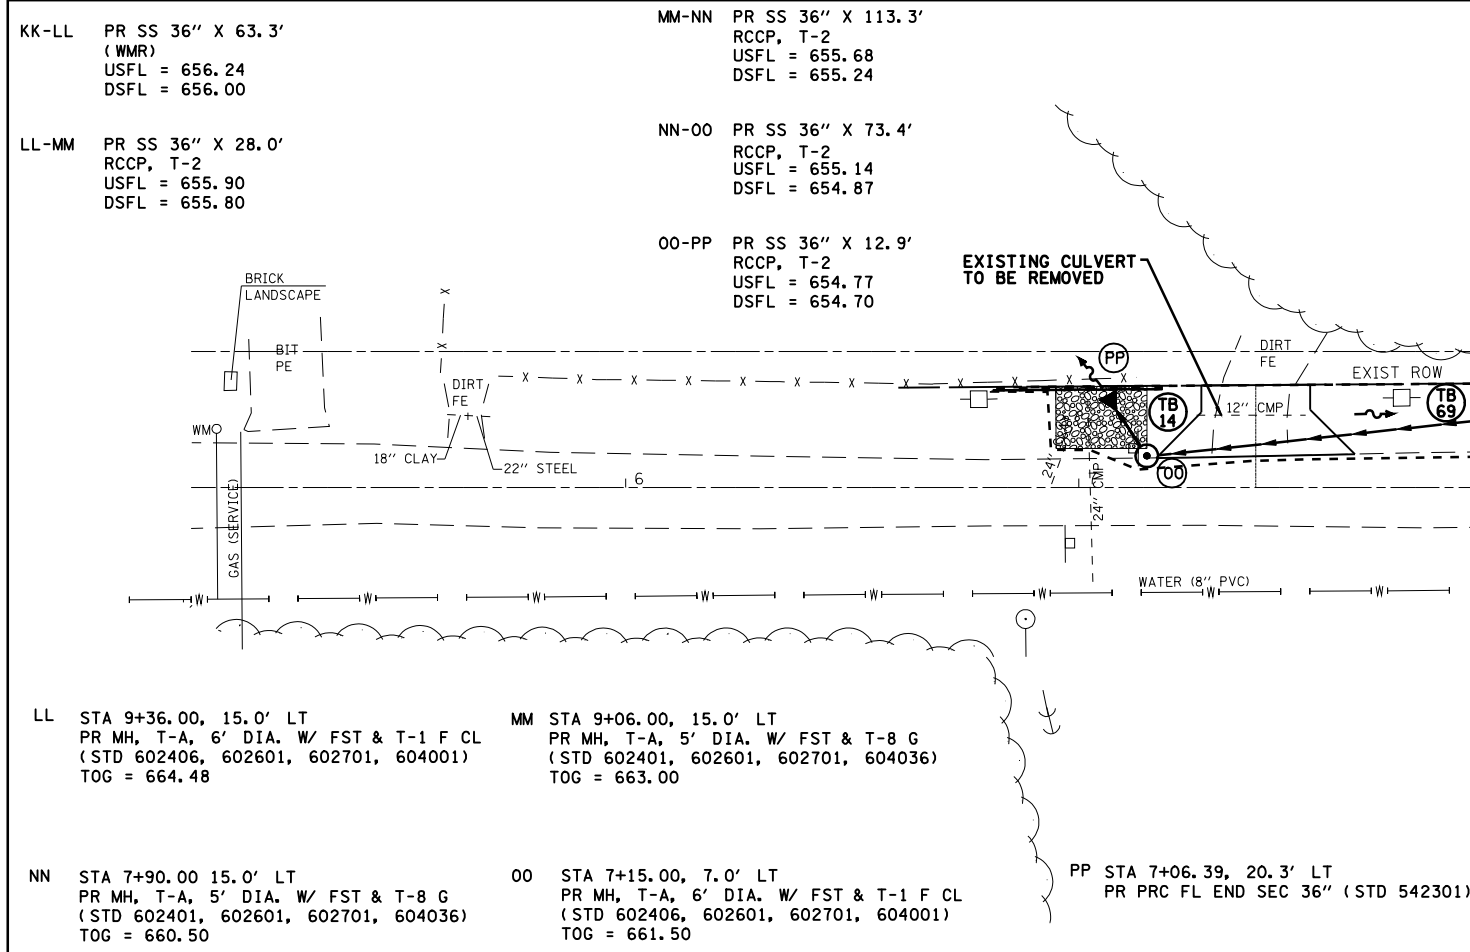 KK-LL PR SS 36" X 63.3'
(WMR)
USFL = 656.24
DSFL = 656.00
LL-MM PR SS 36" X 28.0'
RCCP, T-2
USFL = 655.90
DSFL = 655.80
MM-NN PR SS 36" X 113.3'
RCCP, T-2
USFL = 655.68
DSFL = 655.24
NN-OO PR SS 36" X 73.4'
RCCP, T-2
USFL = 655.14
DSFL = 654.87
OO-PP PR SS 36" X 12.9'
RCCP, T-2
USFL = 654.77
DSFL = 654.70
EXISTING CULVERT
TO BE REMOVED
BRICK
LANDSCAPE
BIT
PE
DIRT
FE
X X
X X X X X X X X X X X X
PP
DIRT
FE
EXIST ROW
TB
14
12" CMP
TB
69
WM
18" CLAY
22" STEEL
OO
24"
24" CMP
6
GAS (SERVICE)
WATER (8" PVC)
W W W W W W W W
LL STA 9+36.00, 15.0' LT
PR MH, T-A, 6' DIA. W/ FST & T-1 F CL
(STD 602406, 602601, 602701, 604001)
TOG = 664.48
MM STA 9+06.00, 15.0' LT
PR MH, T-A, 5' DIA. W/ FST & T-8 G
(STD 602401, 602601, 602701, 604036)
TOG = 663.00
NN STA 7+90.00 15.0' LT
PR MH, T-A, 5' DIA. W/ FST & T-8 G
(STD 602401, 602601, 602701, 604036)
TOG = 660.50
OO STA 7+15.00, 7.0' LT
PR MH, T-A, 6' DIA. W/ FST & T-1 F CL
(STD 602406, 602601, 602701, 604001)
TOG = 661.50
PP STA 7+06.39, 20.3' LT
PR PRC FL END SEC 36" (STD 542301)